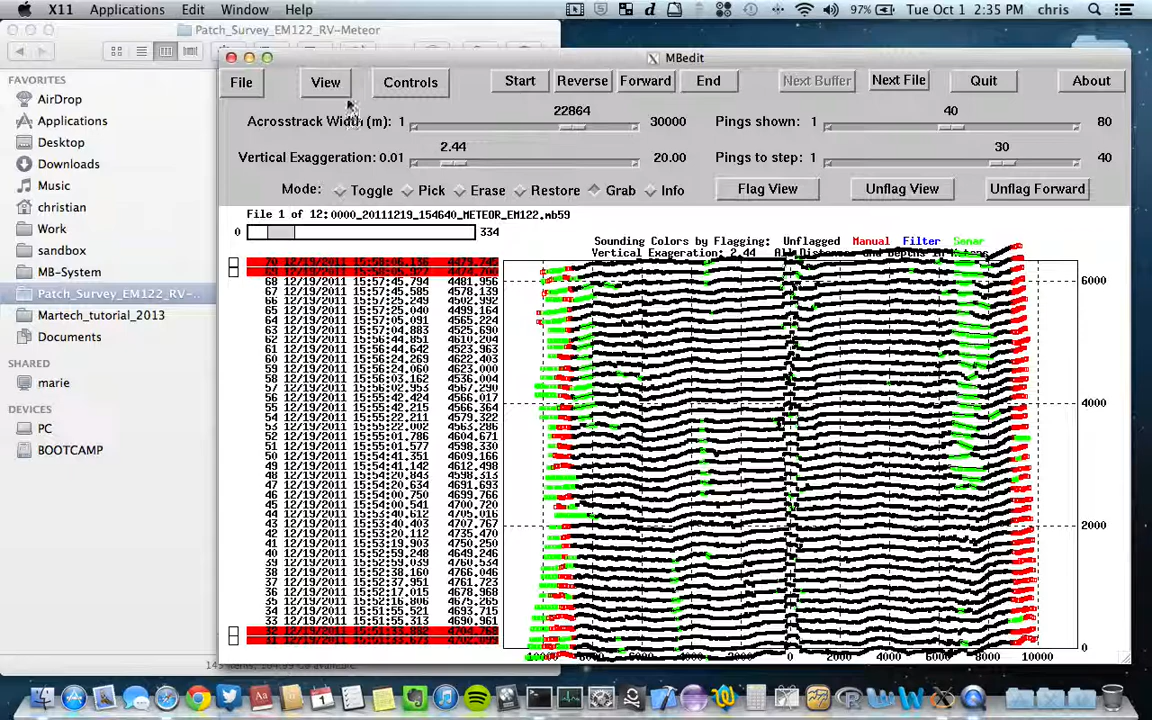 X11 Applications Edit Window Help 97% Tue Oct 1 2:35 PM chris
Patch_Survey_EM122_RV-Meteor
MBedit
FAVORITES
AirDrop
Applications
Desktop
Downloads
Music
christian
Work
sandbox
MB-System
Patch_Survey_EM122_RV-..
Martech_tutorial_2013
Documents
SHARED
marie
DEVICES
PC
BOOTCAMP
File View Controls Start Reverse Forward End Next Buffer Next File Quit About
Acrosstrack Width (m): 1 22864 30000 Pings shown: 1 40 80
Vertical Exaggeration: 0.01 2.44 20.00 Pings to step: 1 30 40
Mode: Toggle Pick Erase Restore Grab Info Flag View Unflag View Unflag Forward
File 1 of 12: 0000_20111219_154640_METEOR_EM122.mb59
0 334
Sounding Colors by Flagging: Unflagged Manual Filter Sonar
Vertical Exageration: 2.44
70 12/19/2011 15:58:06.136 4479.745
68 12/19/2011 15:57:45.794 4481.956
67 12/19/2011 15:57:45.585 4578.139
66 12/19/2011 15:57:25.249 4502.992
65 12/19/2011 15:57:25.040 4499.164
64 12/19/2011 15:57:05.091 4565.224
63 12/19/2011 15:57:04.883 4525.690
62 12/19/2011 15:56:44.851 4610.204
61 12/19/2011 15:56:44.642 4523.963
60 12/19/2011 15:56:24.269 4622.403
59 12/19/2011 15:56:24.060 4623.000
58 12/19/2011 15:56:03.162 4536.004
57 12/19/2011 15:56:02.953 4567.290
56 12/19/2011 15:55:42.424 4566.017
55 12/19/2011 15:55:42.215 4566.364
54 12/19/2011 15:55:22.211 4579.322
53 12/19/2011 15:55:22.002 4563.286
52 12/19/2011 15:55:01.786 4604.671
51 12/19/2011 15:55:01.577 4598.330
50 12/19/2011 15:54:41.351 4619.204
49 12/19/2011 15:54:41.142 4612.498
48 12/19/2011 15:54:20.843 4598.313
47 12/19/2011 15:54:20.634 4691.693
46 12/19/2011 15:54:00.750 4699.766
45 12/19/2011 15:54:00.541 4700.720
44 12/19/2011 15:53:40.612 4705.016
43 12/19/2011 15:53:40.403 4707.767
42 12/19/2011 15:53:20.112 4735.470
41 12/19/2011 15:53:19.903 4750.250
40 12/19/2011 15:52:59.248 4649.246
39 12/19/2011 15:52:59.039 4680.549
38 12/19/2011 15:52:38.160 4766.046
37 12/19/2011 15:52:37.951 4761.723
36 12/19/2011 15:52:17.015 4678.968
34 12/19/2011 15:51:55.521 4693.715
33 12/19/2011 15:51:55.313 4690.961
6000
4000
2000
0
0 2000 4000 6000 8000 10000